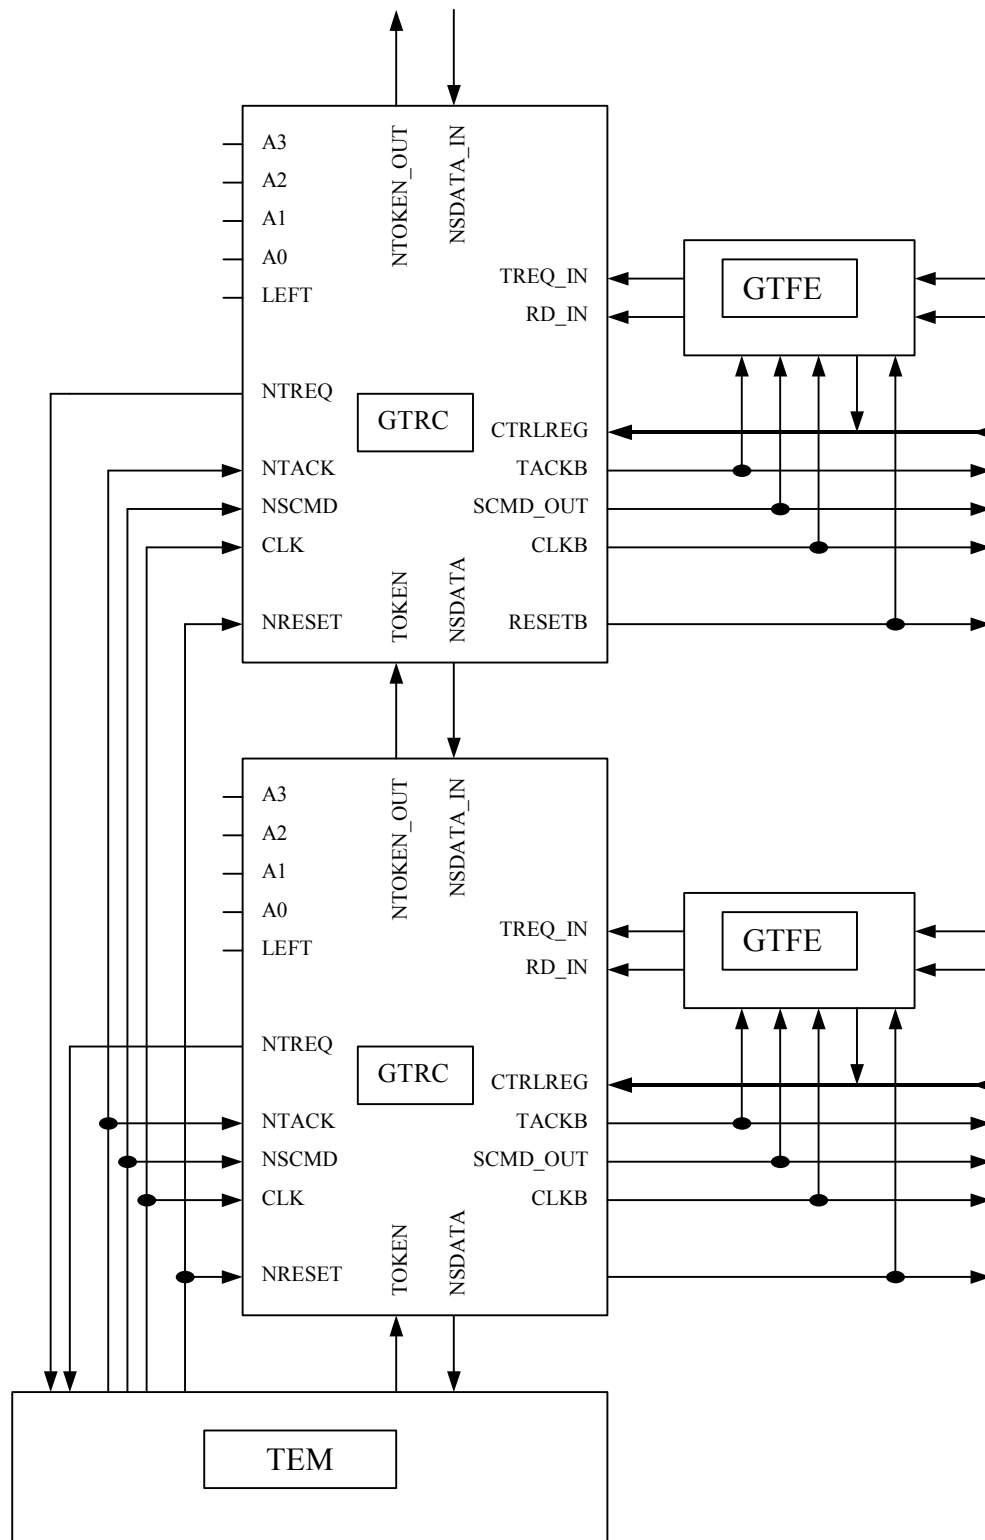 NTOKEN_OUT
NSDATA_IN
A3
A2
A1
A0
LEFT
TREQ_IN
RD_IN
GTFE
NTREQ
GTRC
CTRLREG
NTACK
TACKB
NSCMD
SCMD_OUT
CLK
CLKB
NRESET
TOKEN
NSDATA
RESETB
NTOKEN_OUT
NSDATA_IN
A3
A2
A1
A0
LEFT
TREQ_IN
RD_IN
GTFE
NTREQ
GTRC
CTRLREG
NTACK
TACKB
NSCMD
SCMD_OUT
CLK
CLKB
NRESET
TOKEN
NSDATA
TEM